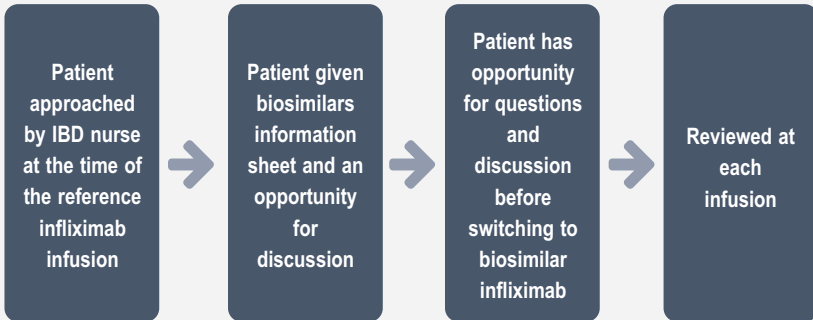 Patient
approached
by IBD nurse
at the time of
the reference
infliximab
infusion
Patient given
biosimilars
information
sheet and an
opportunity
for
discussion
Patient has
opportunity
for questions
and
discussion
before
switching to
biosimilar
infliximab
Reviewed at
each
infusion